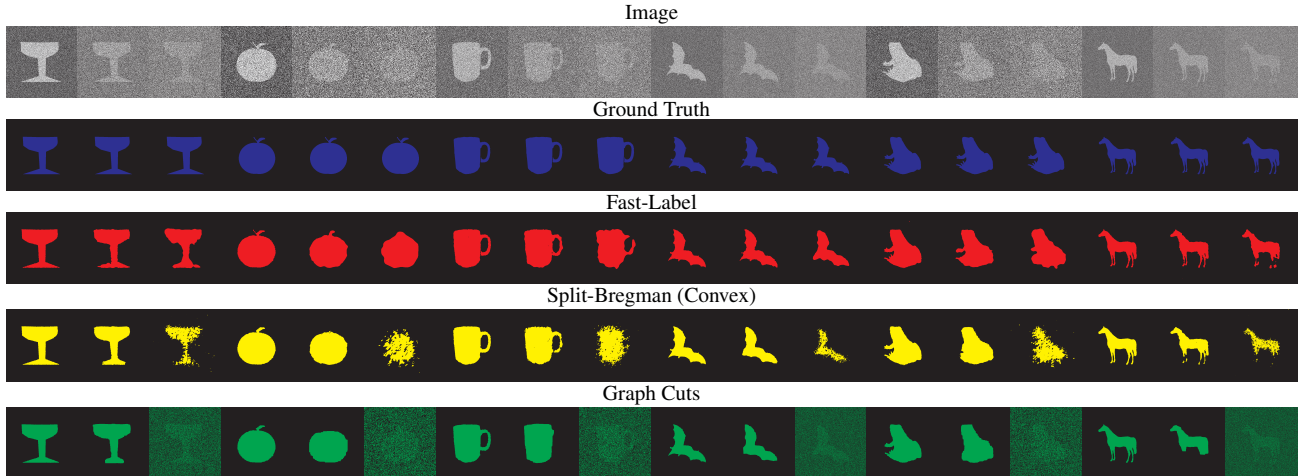 Image
Ground Truth
Fast-Label
Split-Bregman (Convex)
Graph Cuts